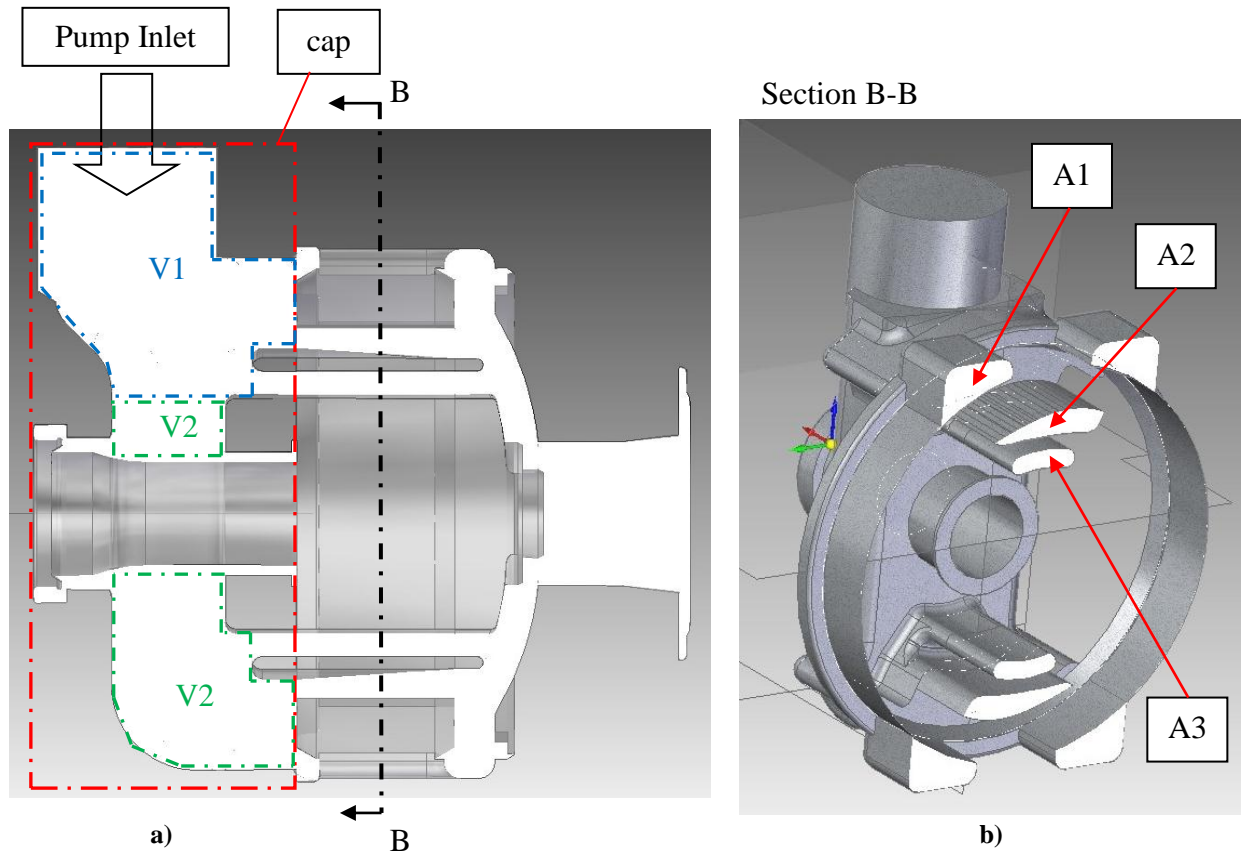 Pump Inlet
cap
B
V1
V2
V2
B
a)
Section B-B
A1
A2
A3
b)